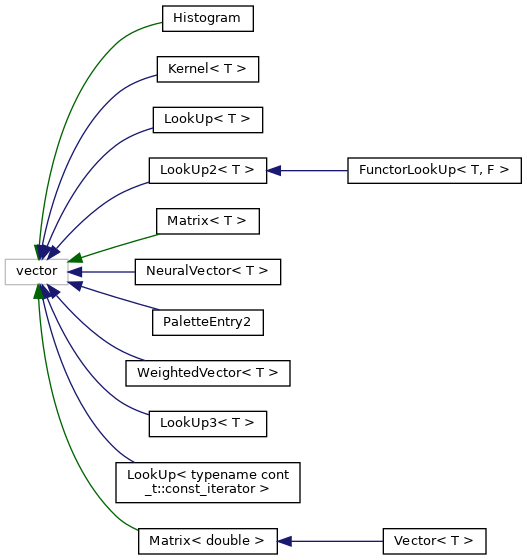 Histogram
Kernel< T >
LookUp< T >
LookUp2< T >
FunctorLookUp< T, F >
Matrix< T >
vector
NeuralVector< T >
PaletteEntry2
WeightedVector< T >
LookUp3< T >
LookUp< typename cont
_t::const_iterator >
Matrix< double >
Vector< T >